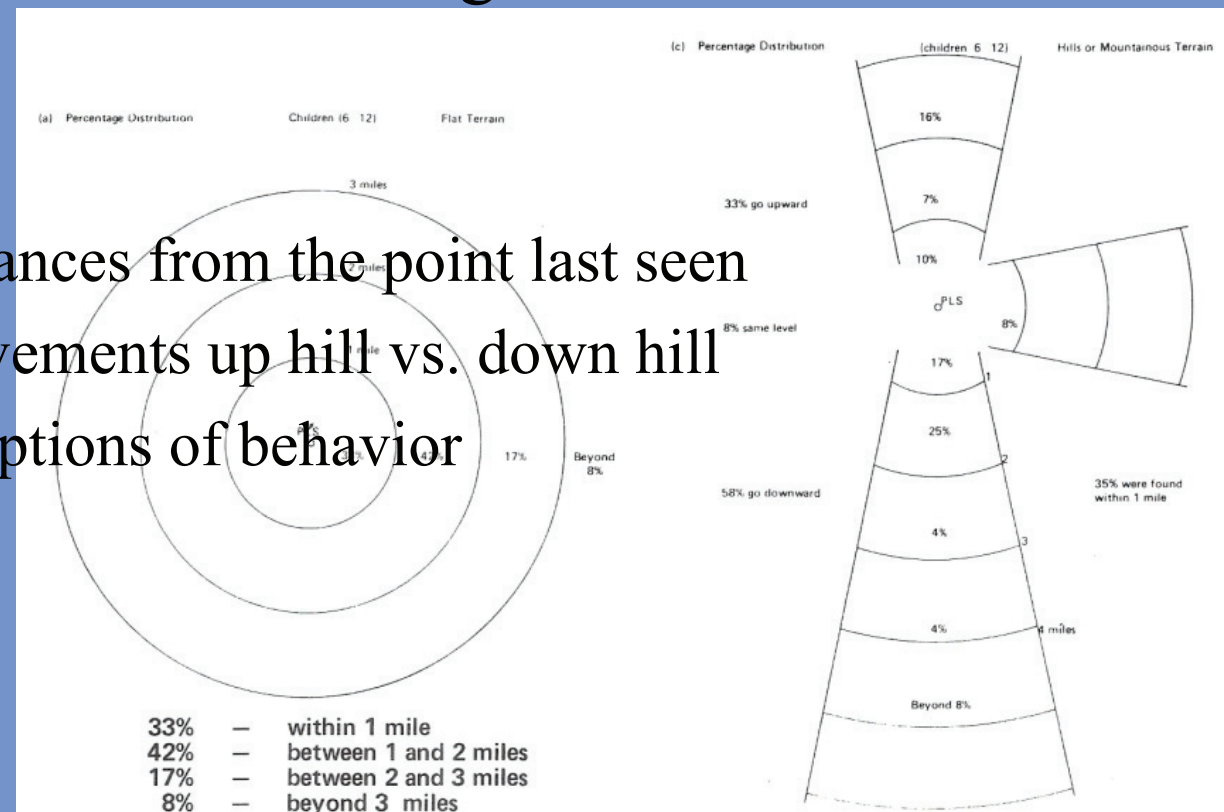 (c) Percentage Distribution (children 6 12) Hills or Mountainous Terrain
(a) Percentage Distribution Children (6 12) Flat Terrain
3 miles
ances from the point last seen
2 miles
vements up hill vs. down hill
1 mile
ptions of behavior
17%
Beyond
8%
33% – within 1 mile
42% – between 1 and 2 miles
17% – between 2 and 3 miles
8% – beyond 3 miles
16%
33% go upward
7%
10%
PLS
8% same level
8%
17%
1
25%
2
58% go downward
35% were found
within 1 mile
4%
3
4%
4 miles
Beyond 8%